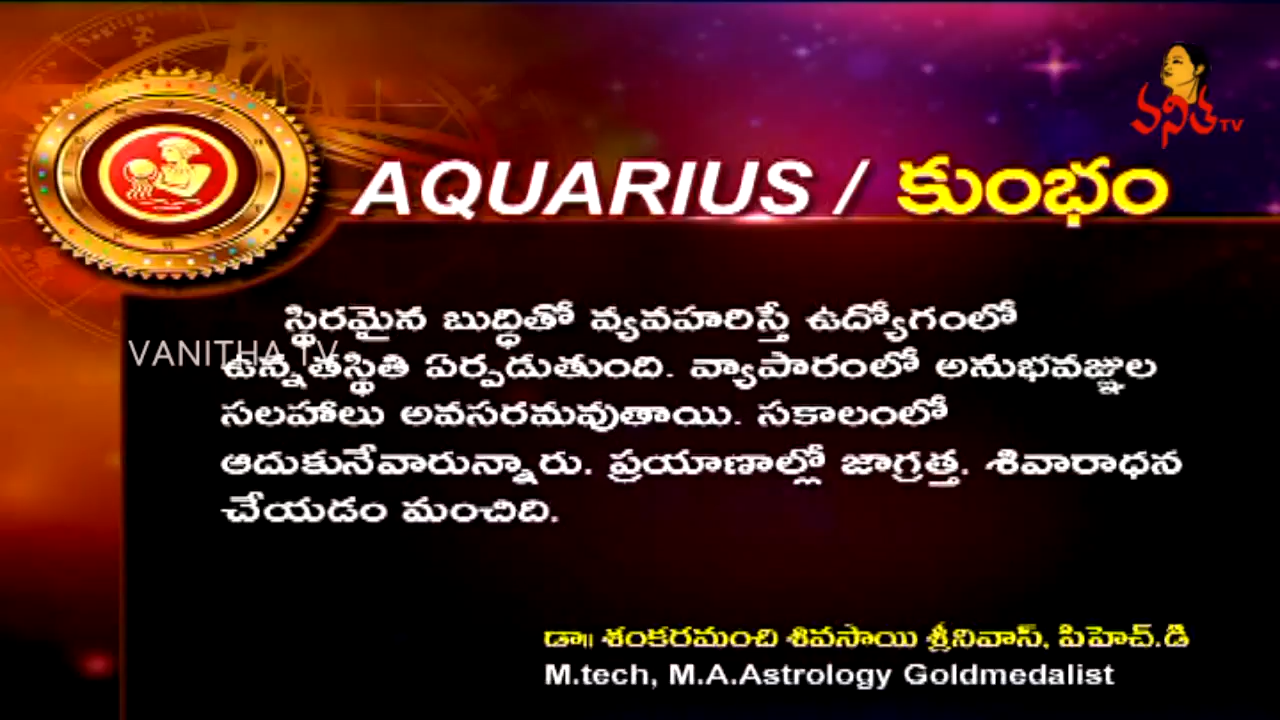 వనిత TV
AQUARIUS / కుంభం
స్థిరమైన బుద్ధితో వ్యవహరిస్తే ఉద్యోగంలో
VANITHA TV
ఉన్నతస్థితి ఏర్పడుతుంది. వ్యాపారంలో అనుభవజ్ఞుల
సలహాలు అవసరమవుతాయి. సకాలంలో
ఆదుకునేవారున్నారు. ప్రయాణాల్లో జాగ్రత్త. శివారాధన
చేయడం మంచిది.
డా॥ శంకరమంచి శివసాయి శ్రీనివాస్, పిహెచ్.డి
M.tech, M.A.Astrology Goldmedalist